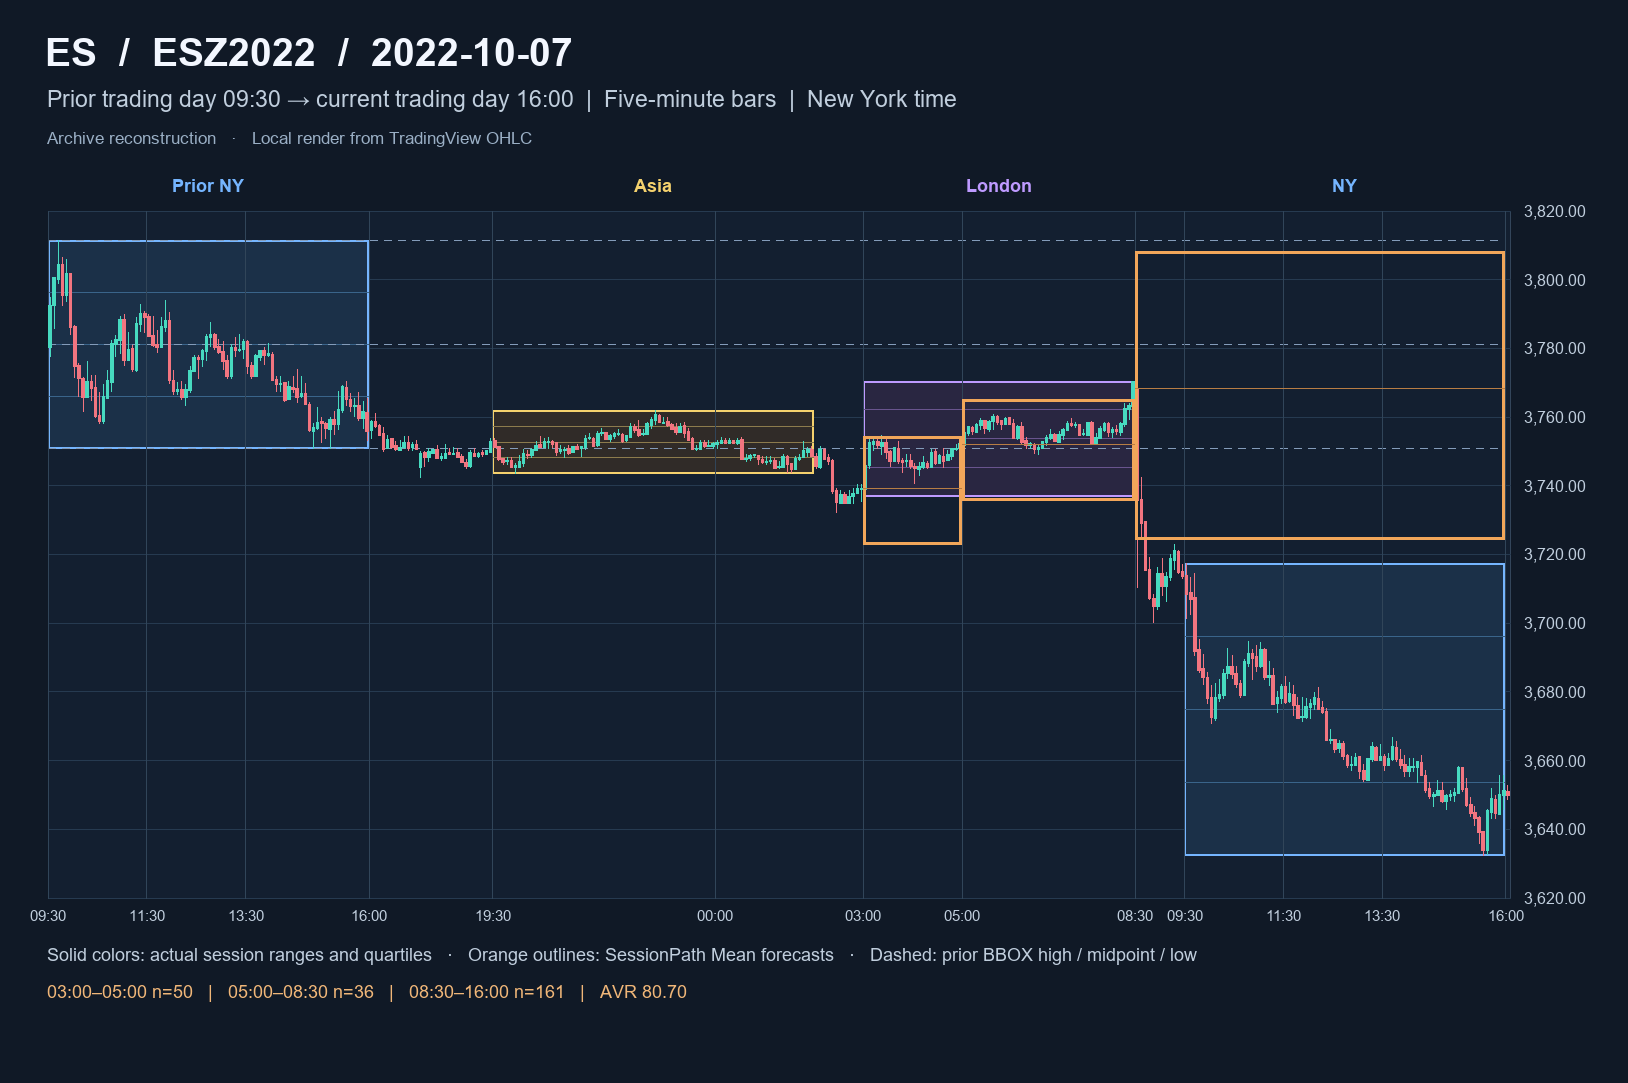 ES / ESZ2022 / 2022-10-07
Prior trading day 09:30 → current trading day 16:00 | Five-minute bars | New York time
Archive reconstruction · Local render from TradingView OHLC
Prior NY Asia London NY
3,820.00
3,800.00
3,780.00
3,760.00
3,740.00
3,720.00
3,700.00
3,680.00
3,660.00
3,640.00
3,620.00
09:30 11:30 13:30 16:00 19:30 00:00 03:00 05:00 08:30 09:30 11:30 13:30 16:00
Solid colors: actual session ranges and quartiles · Orange outlines: SessionPath Mean forecasts · Dashed: prior BBOX high / midpoint / low
03:00–05:00 n=50 | 05:00–08:30 n=36 | 08:30–16:00 n=161 | AVR 80.70